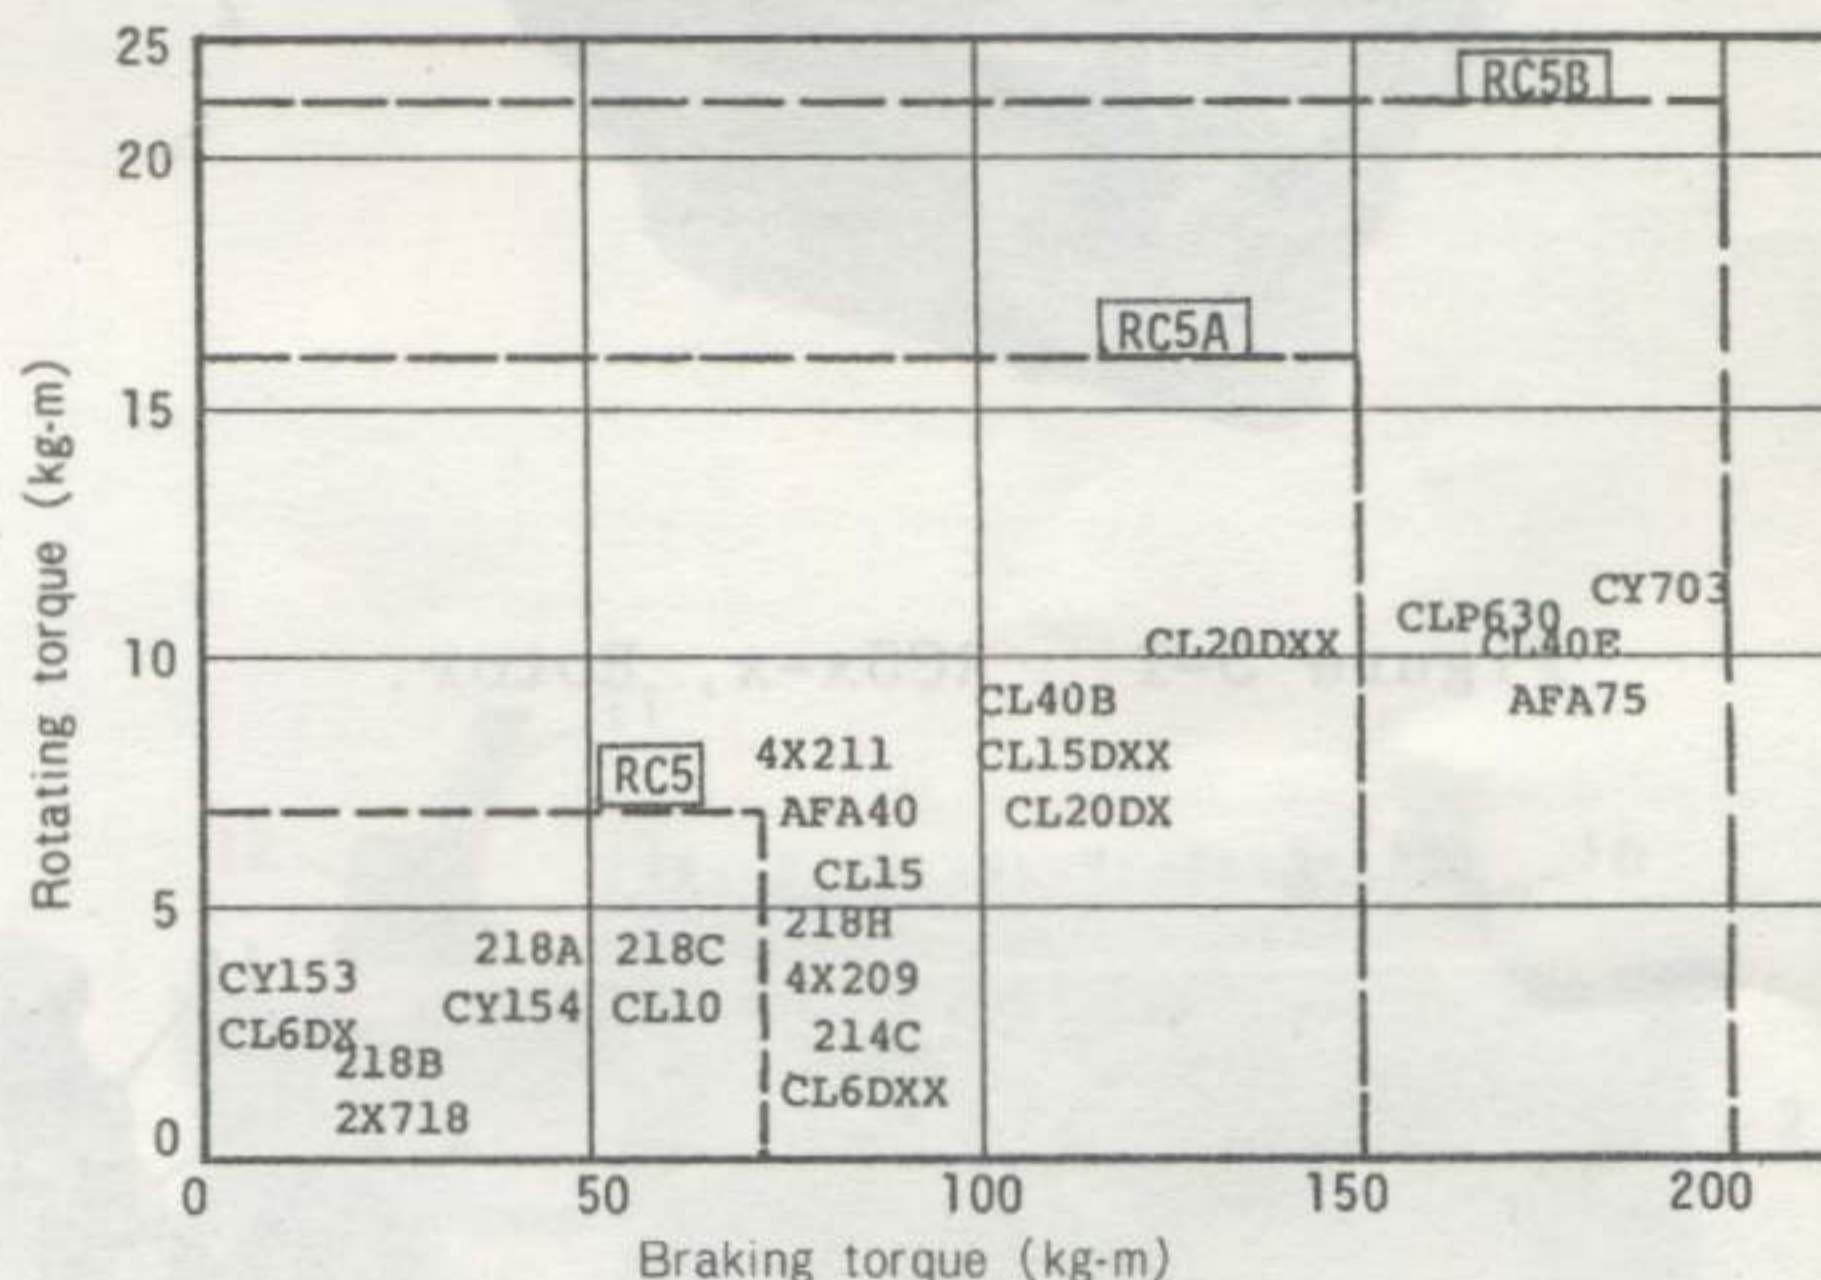 25
RC5B
20
RC5A
15
CY703
CLP630
CL20DXX
CL40E
10
CL40B
AFA75
4X211
CL15DXX
RC5
AFA40
CL20DX
CL15
5
218H
218A
218C
CY153
4X209
CY154
CL10
CL6DX
214C
218B
CL6DXX
2X718
0
0
50
100
150
200
Braking torque (kg-m)
Rotating torque (kg-m)